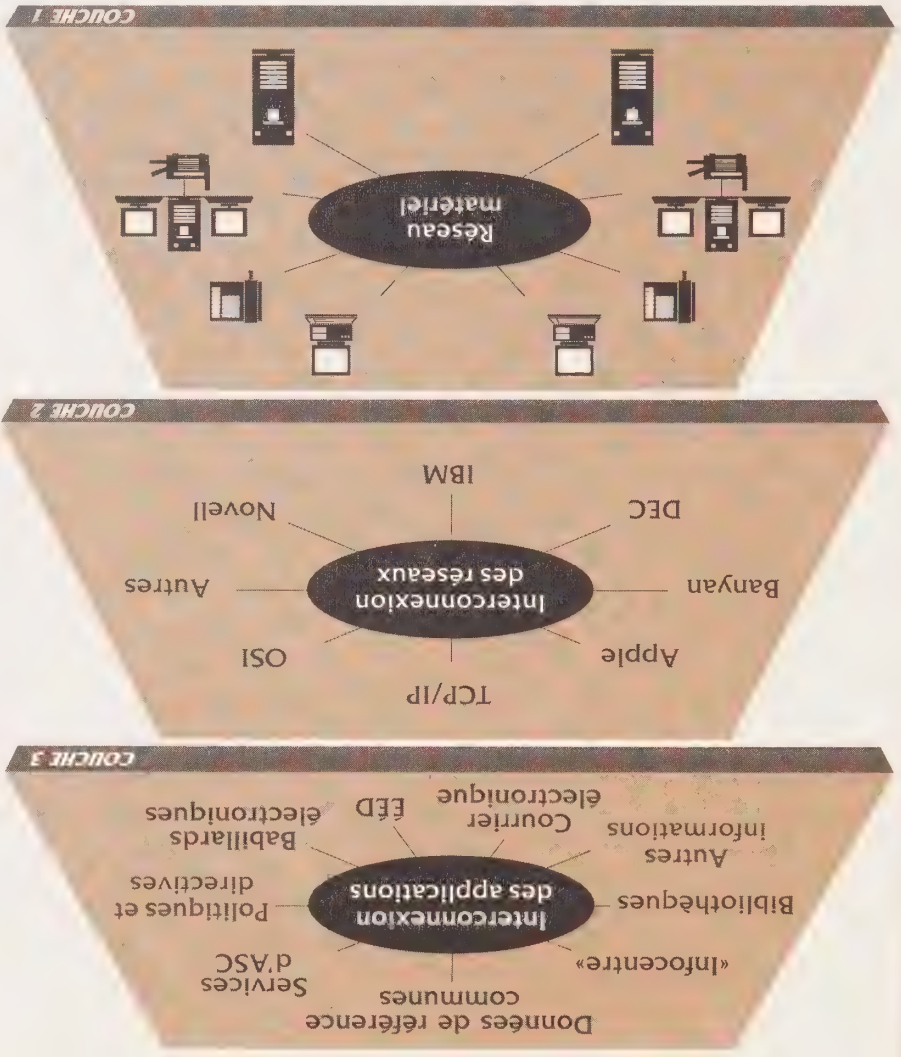 Données de référence
communes
Services
d'ASC
«Infocentre»
Politiques et
directives
Interconnexion
des applications
Bibliothèques
Babillards
électroniques
ÉÉD
Courrier
électronique
Autres
informations
COUCHE 3
TCP/IP
OSI
Apple
Autres
Interconnexion
des réseaux
Banyan
Novell
DEC
IBM
COUCHE 2
Réseau
matériel
COUCHE 1